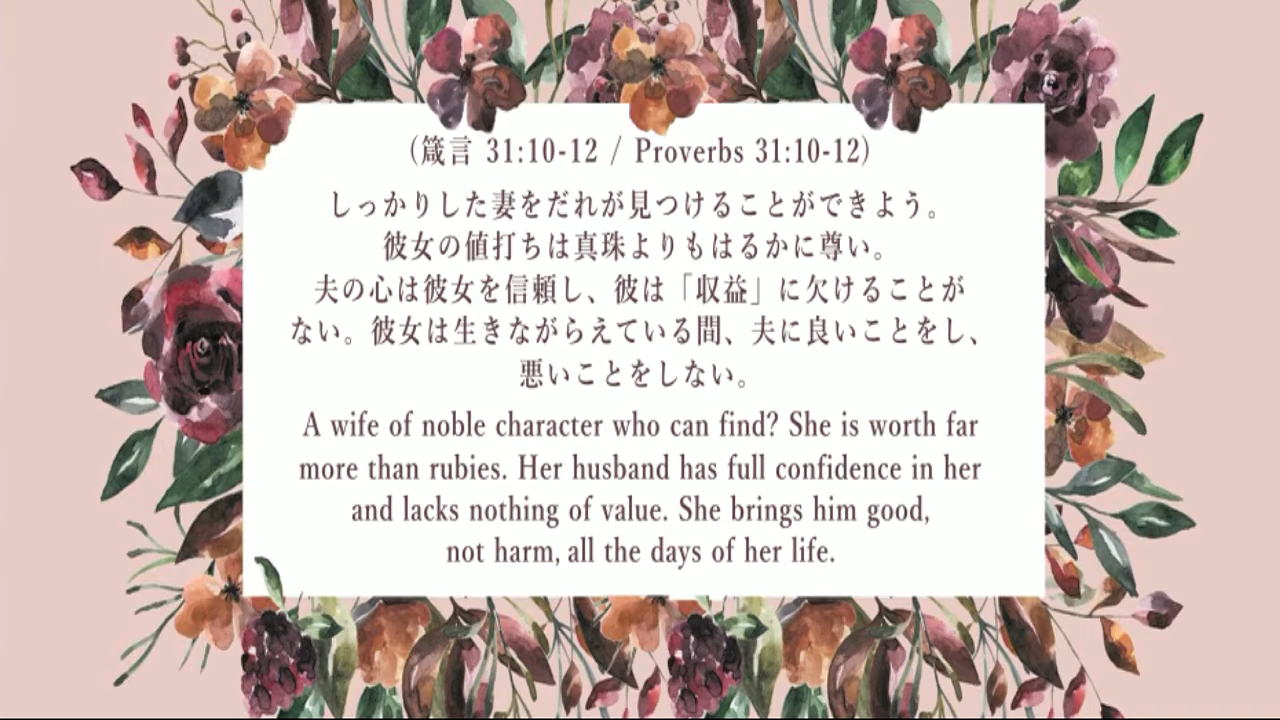 (箴言 31:10-12 / Proverbs 31:10-12)
しっかりした妻をだれが見つけることができよう。
彼女の値打ちは真珠よりもはるかに尊い。
夫の心は彼女を信頼し、彼は「収益」に欠けることが
ない。彼女は生きながらえている間、夫に良いことをし、
悪いことをしない。
A wife of noble character who can find? She is worth far
more than rubies. Her husband has full confidence in her
and lacks nothing of value. She brings him good,
not harm, all the days of her life.